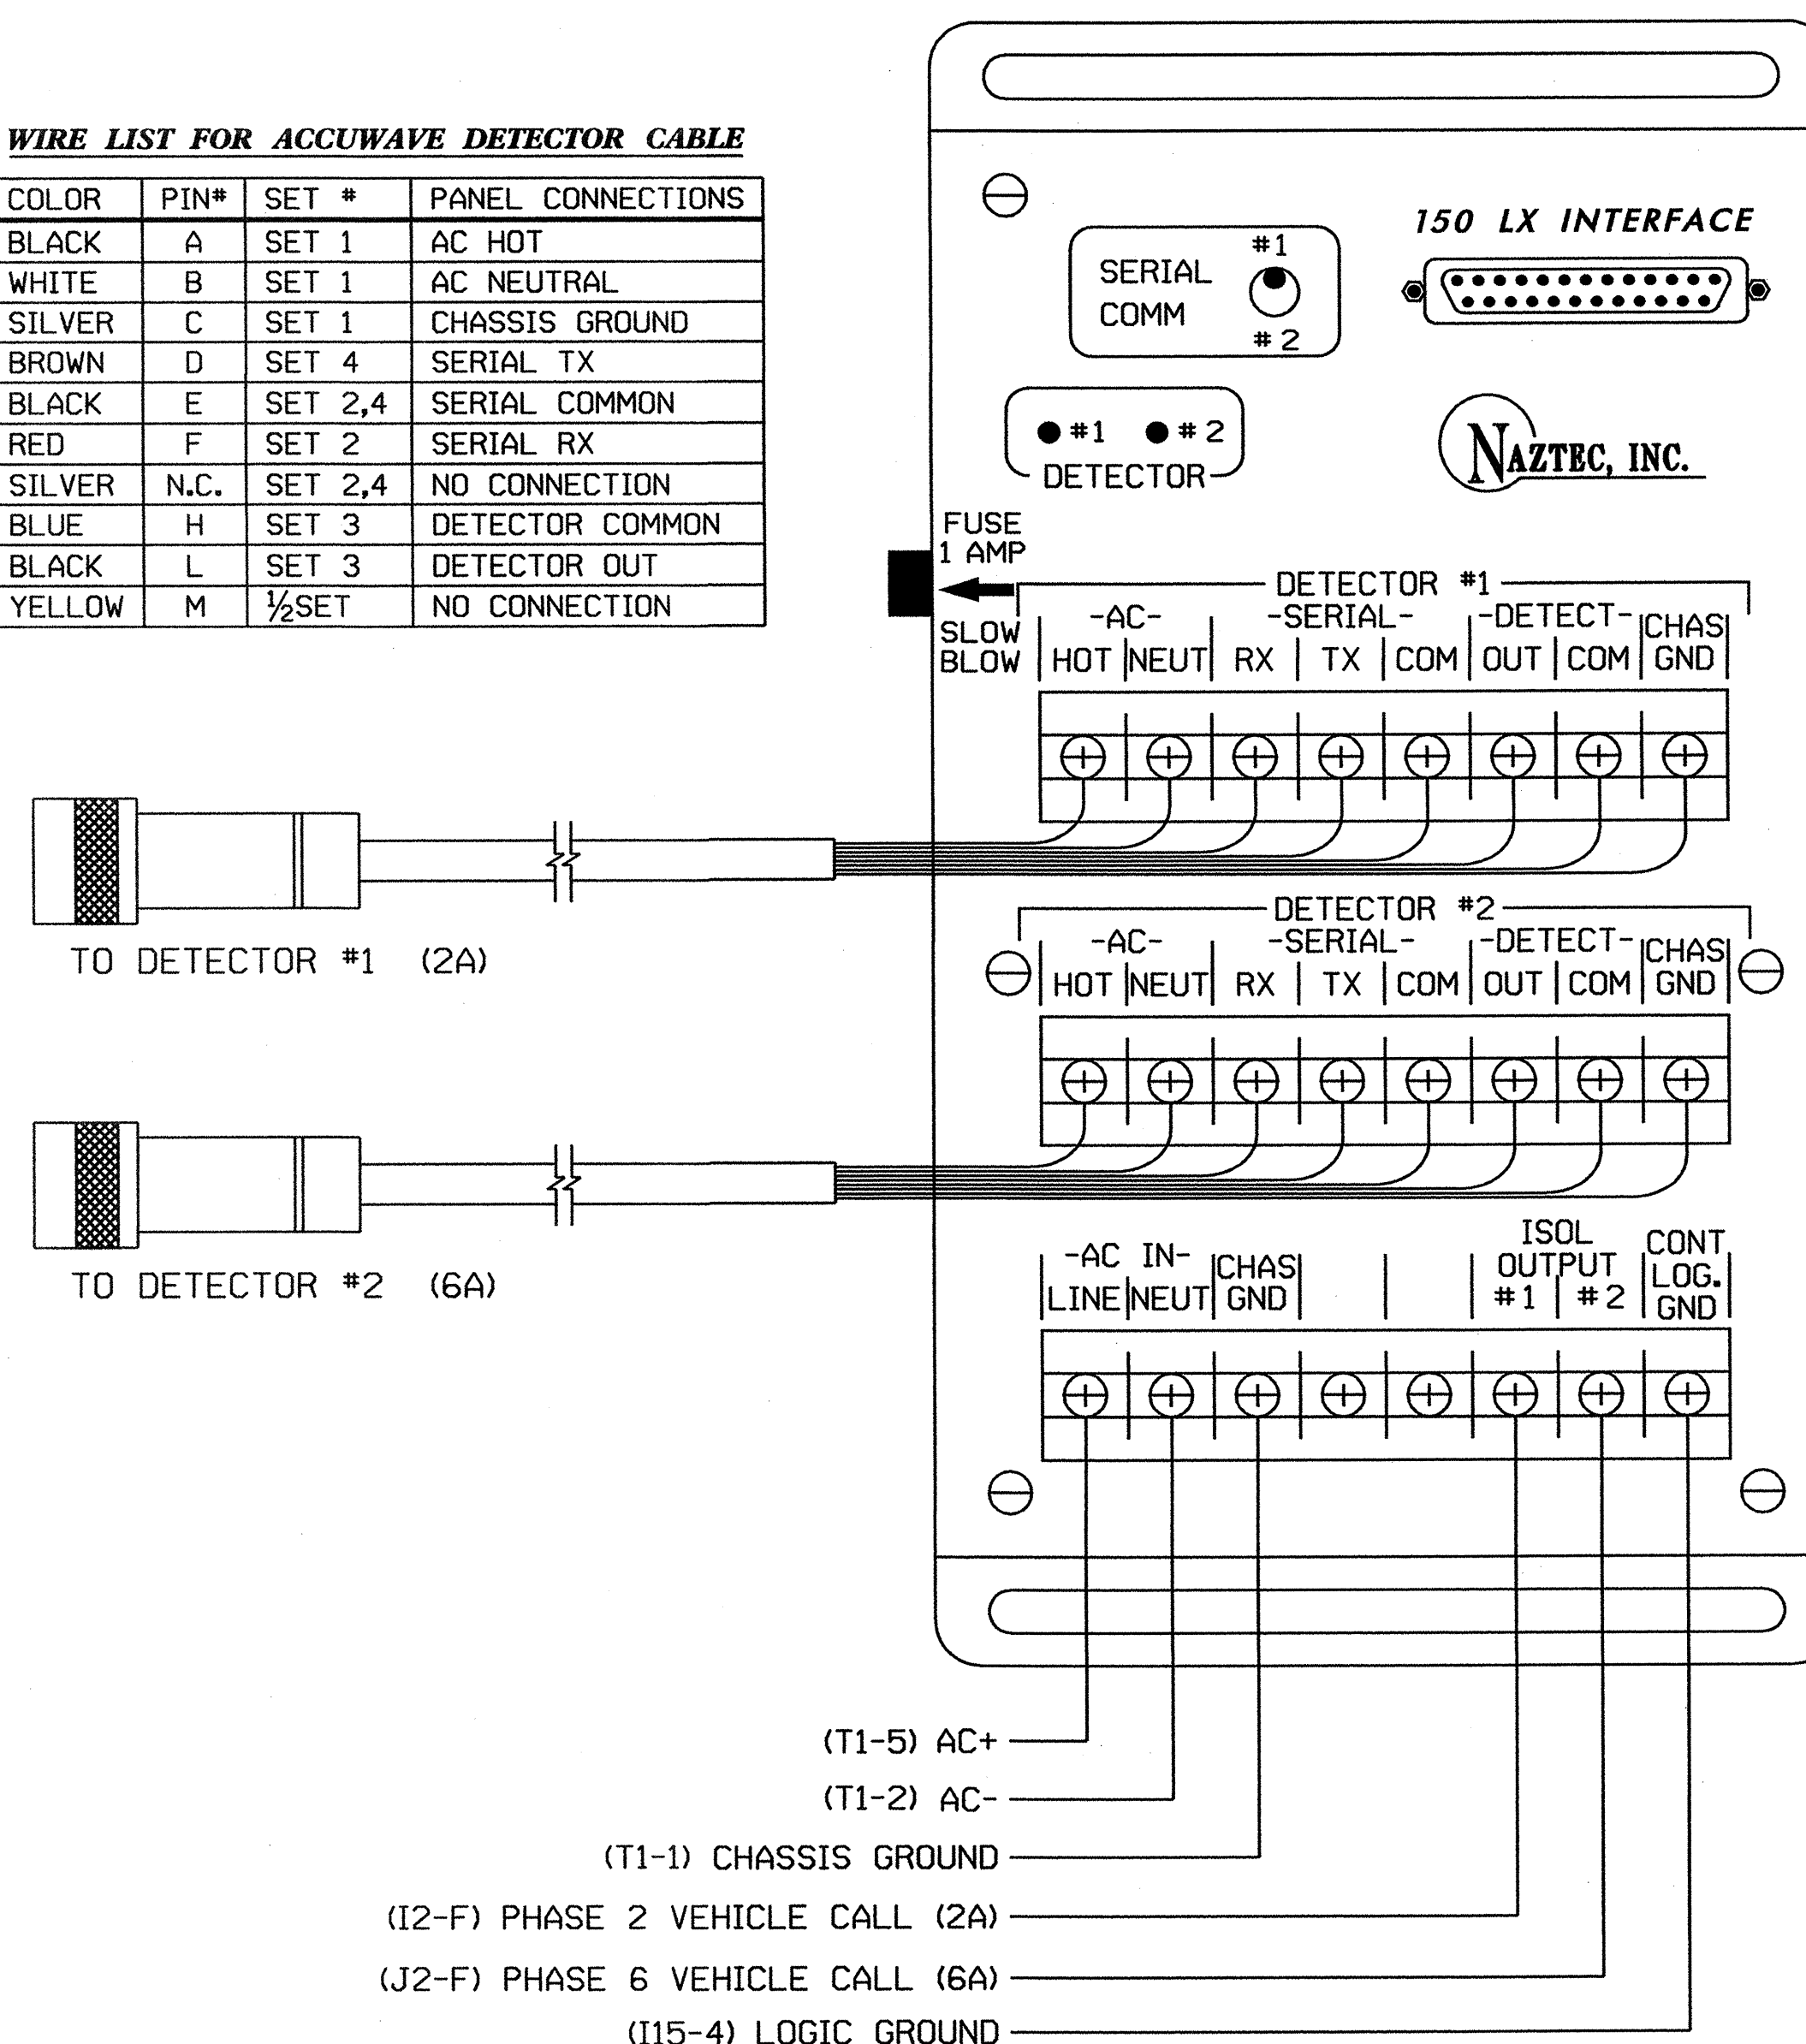 WIRE LIST FOR ACCUWAVE DETECTOR CABLE
COLOR PIN# SET # PANEL CONNECTIONS
BLACK A SET 1 AC HOT
WHITE B SET 1 AC NEUTRAL
SILVER C SET 1 CHASSIS GROUND
BROWN D SET 4 SERIAL TX
BLACK E SET 2,4 SERIAL COMMON
RED F SET 2 SERIAL RX
SILVER N.C. SET 2,4 NO CONNECTION
BLUE H SET 3 DETECTOR COMMON
BLACK L SET 3 DETECTOR OUT
YELLOW M ½SET NO CONNECTION
SERIAL COMM
#1
#2
150 LX INTERFACE
#1 #2
DETECTOR
NAZTEC, INC.
FUSE
1 AMP
SLOW
BLOW
DETECTOR #1
-AC- -SERIAL- -DETECT- CHAS
HOT NEUT RX TX COM OUT COM GND
TO DETECTOR #1 (2A)
DETECTOR #2
-AC- -SERIAL- -DETECT- CHAS
HOT NEUT RX TX COM OUT COM GND
TO DETECTOR #2 (6A)
-AC IN- CHAS ISOL OUTPUT CONT LOG.
LINE NEUT GND #1 #2 GND
(T1-5) AC+
(T1-2) AC-
(T1-1) CHASSIS GROUND
(I2-F) PHASE 2 VEHICLE CALL (2A)
(J2-F) PHASE 6 VEHICLE CALL (6A)
(I15-4) LOGIC GROUND